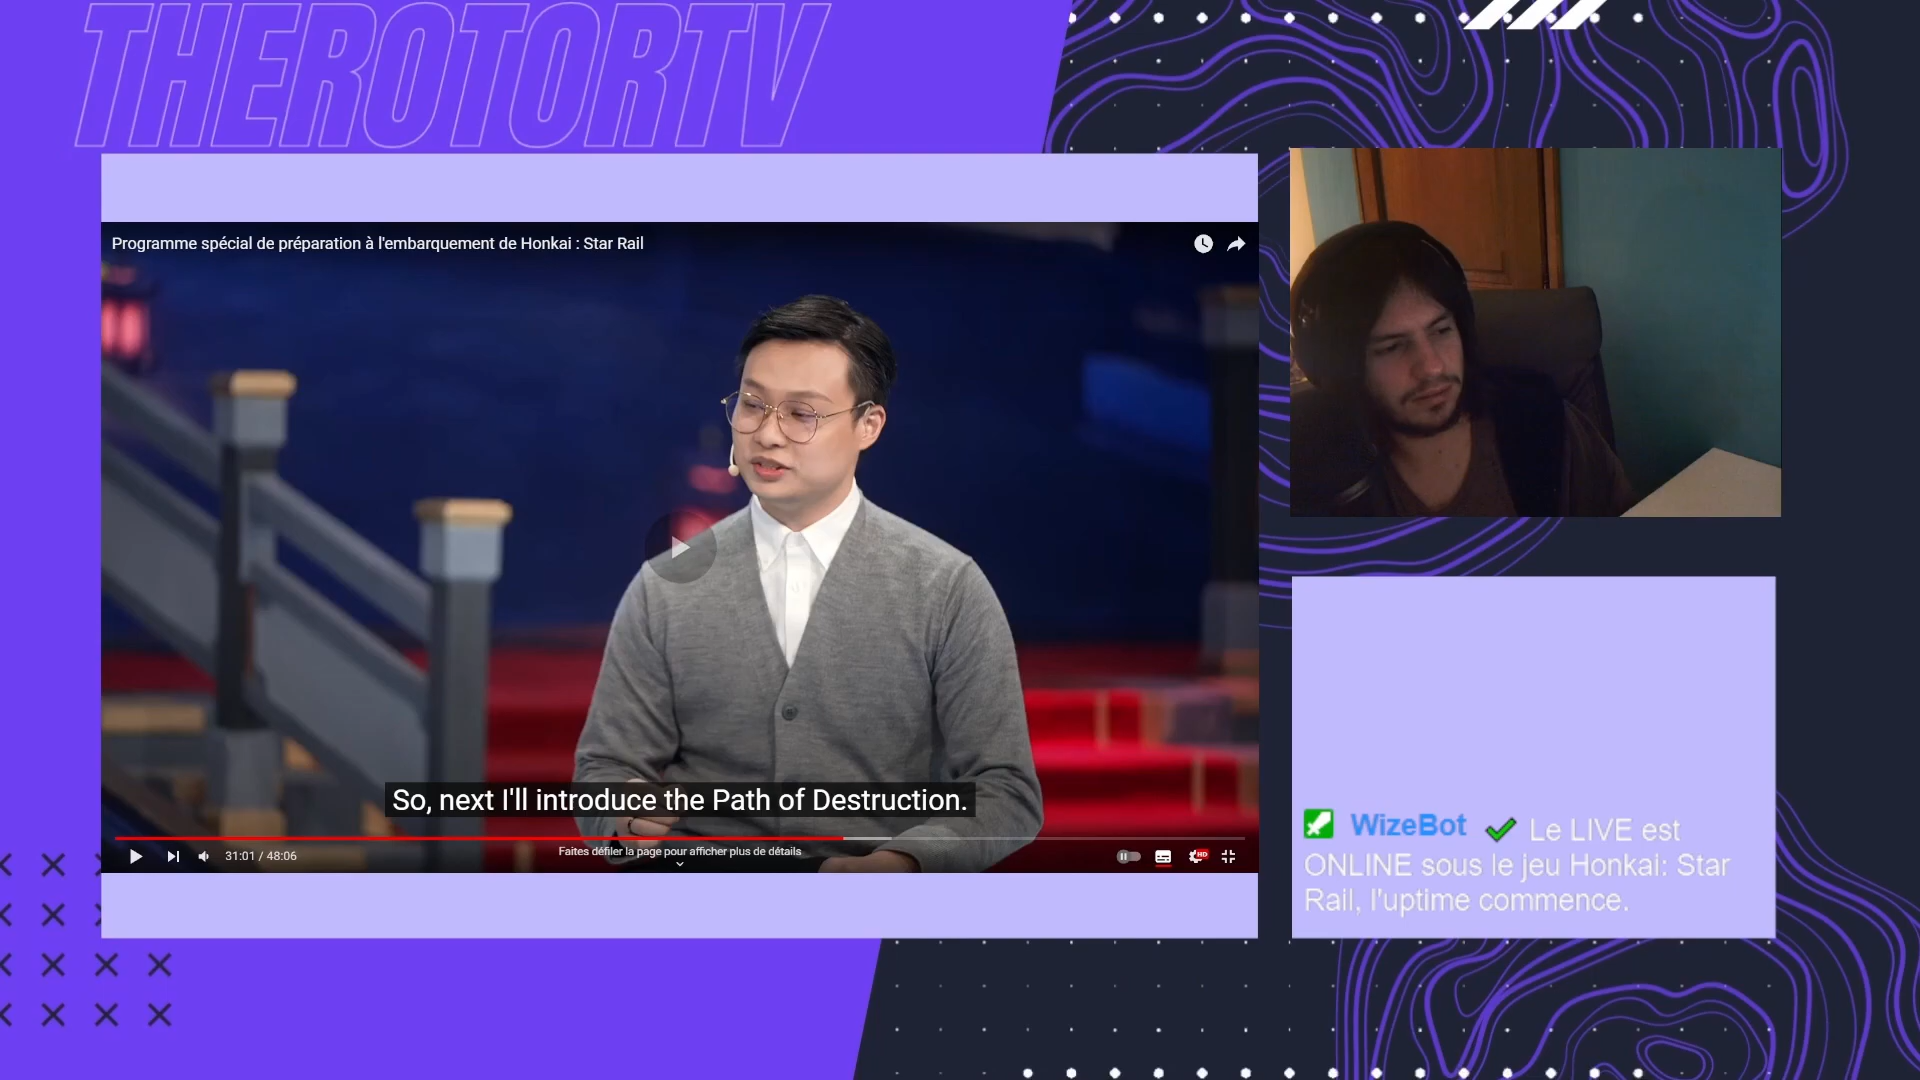 THEROTORTV
Programme spécial de préparation à l'embarquement de Honkai : Star Rail
So, next I'll introduce the Path of Destruction.
Faites défiler la page pour afficher plus de détails
31:01 / 48:06
HD
WizeBot Le LIVE est
ONLINE sous le jeu Honkai: Star
Rail, l'uptime commence.